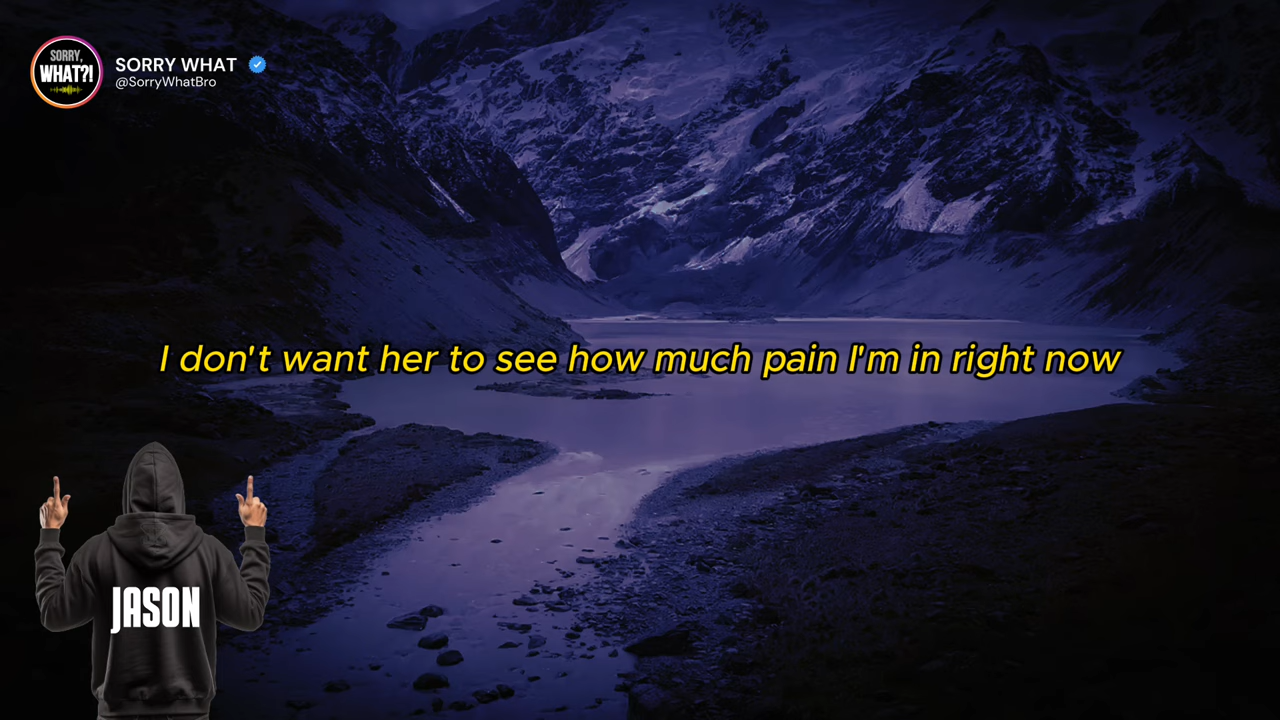 SORRY,
WHAT?!
SORRY WHAT
@SorryWhatBro
I don't want her to see how much pain I'm in right now
JASON